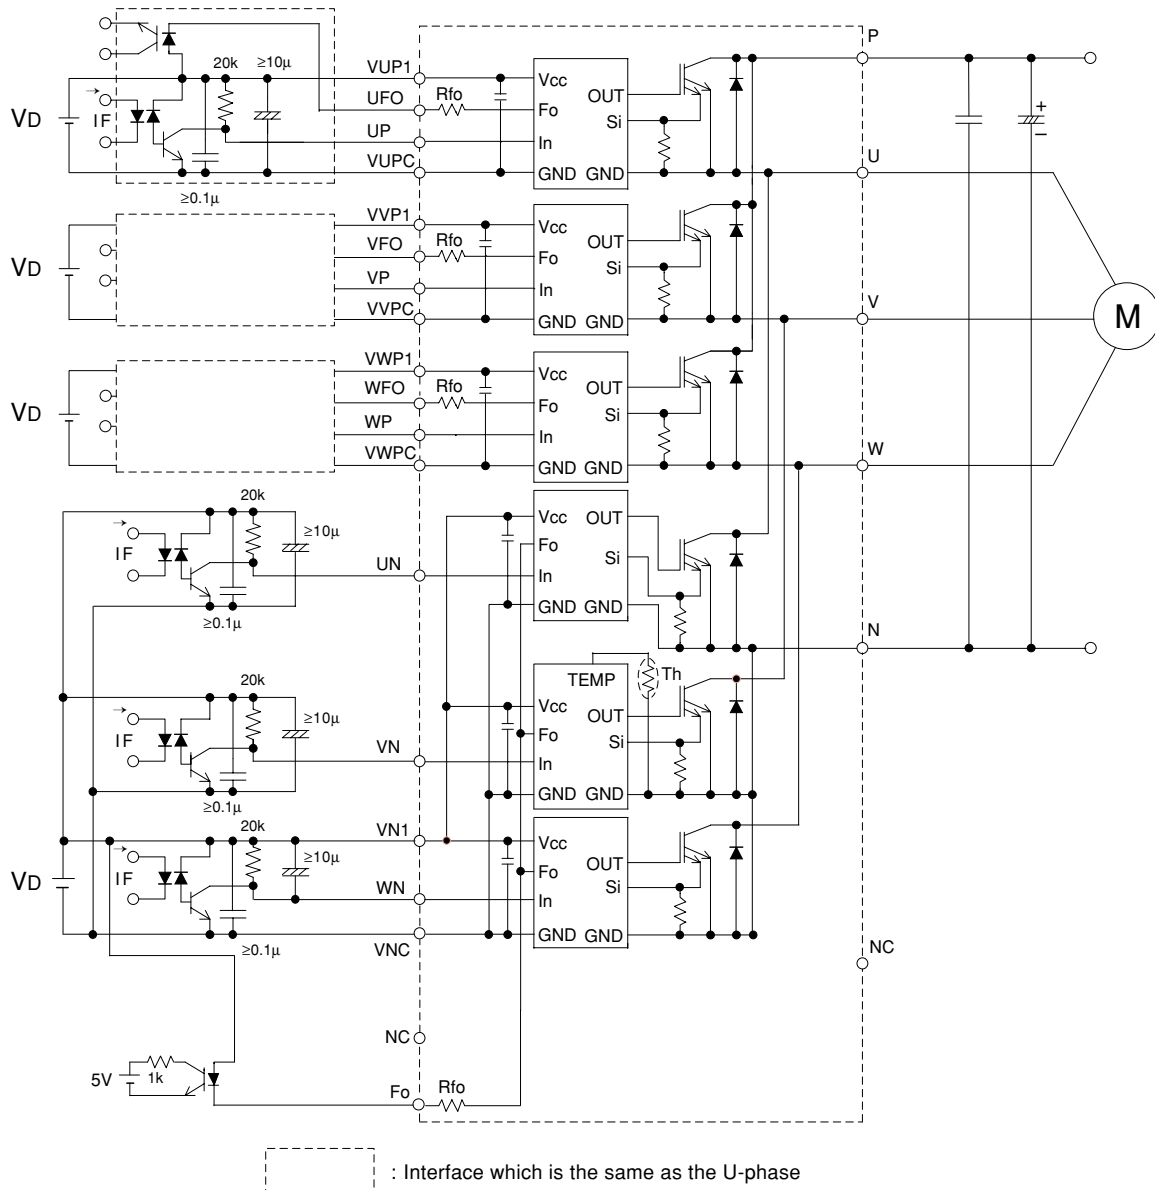 P
20k ≥10µ VUP1
Vcc
UFO Rfo OUT
VD IF Fo
UP Si
In
VUPC U
GND GND
≥0.1µ
VVP1
Vcc
VFO Rfo OUT
VD Fo
VP Si
In
VVPC V
GND GND
M
VWP1
Vcc
WFO Rfo OUT
VD Fo
WP Si
In
VWPC W
GND GND
20k
≥10µ Vcc OUT
IF Fo
UN Si
In
GND GND
≥0.1µ N
TEMP Th
20k
≥10µ Vcc
OUT
IF Fo
VN Si
In
GND GND
≥0.1µ
20k VN1
Vcc
≥10µ OUT
VD IF Fo
WN Si
In
GND GND
≥0.1µ VNC NC
NC
5V 1k
Fo Rfo
: Interface which is the same as the U-phase
+
–